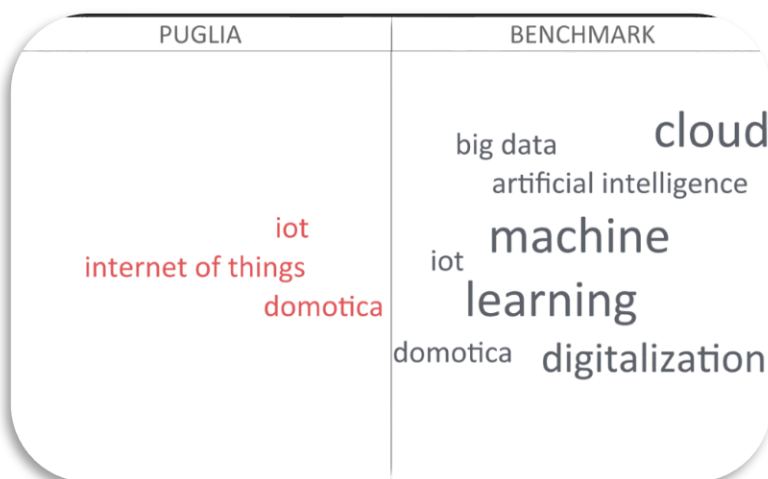 PUGLIA
BENCHMARK
iot
internet of things
domotica
cloud
big data
artificial intelligence
machine
iot
learning
domotica
digitalization